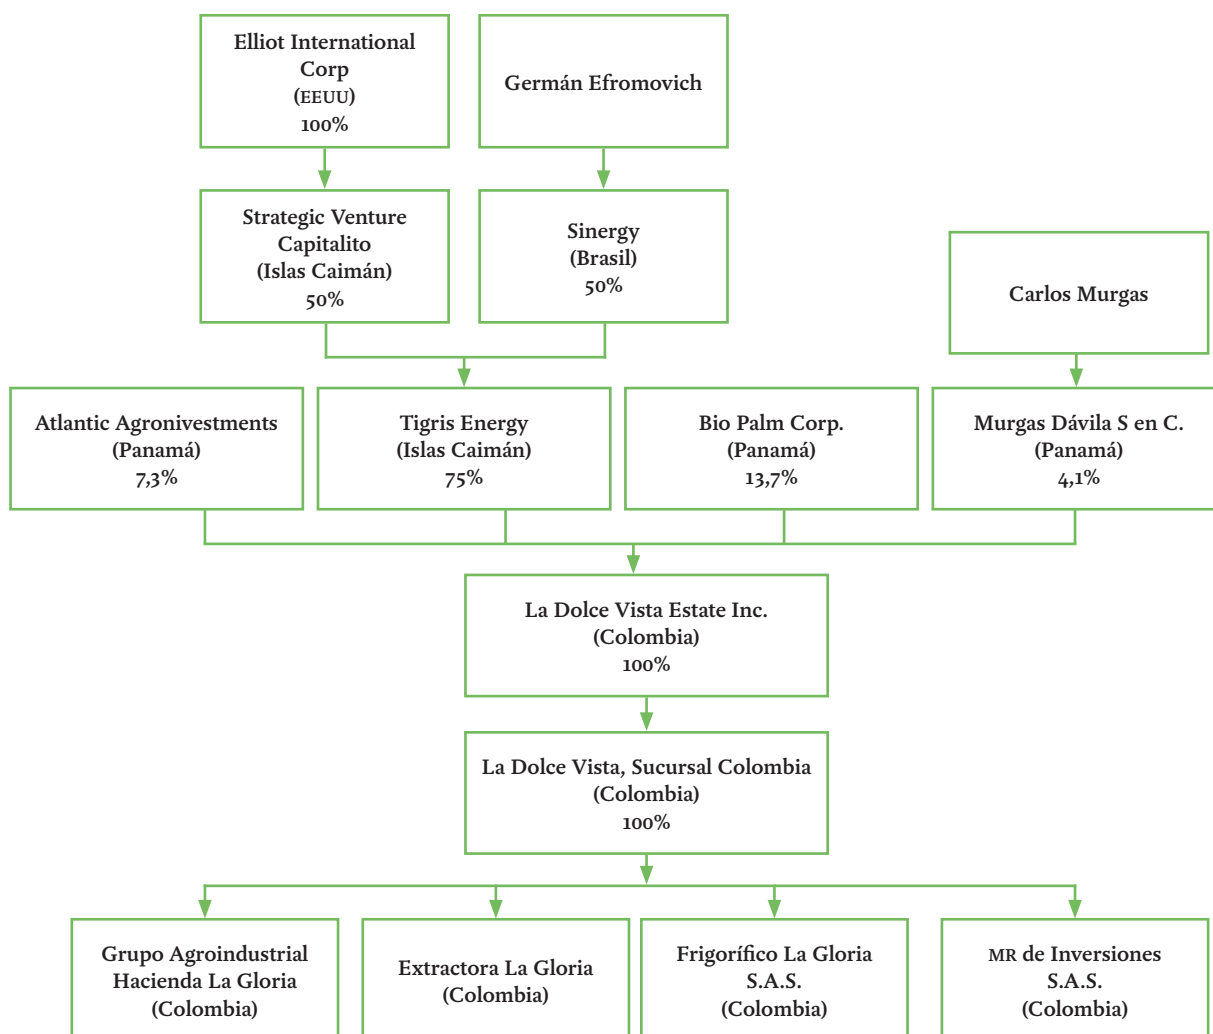 Elliot International
Corp
(EEUU)
100%
Germán Efromovich
Strategic Venture
Capitalito
(Islas Caimán)
50%
Sinergy
(Brasil)
50%
Carlos Murgas
Atlantic Agronivestments
(Panamá)
7,3%
Tigris Energy
(Islas Caimán)
75%
Bio Palm Corp.
(Panamá)
13,7%
Murgas Dávila S en C.
(Panamá)
4,1%
La Dolce Vista Estate Inc.
(Colombia)
100%
La Dolce Vista, Sucursal Colombia
(Colombia)
100%
Grupo Agroindustrial
Hacienda La Gloria
(Colombia)
Extractora La Gloria
(Colombia)
Frigorífico La Gloria
S.A.S.
(Colombia)
MR de Inversiones
S.A.S.
(Colombia)